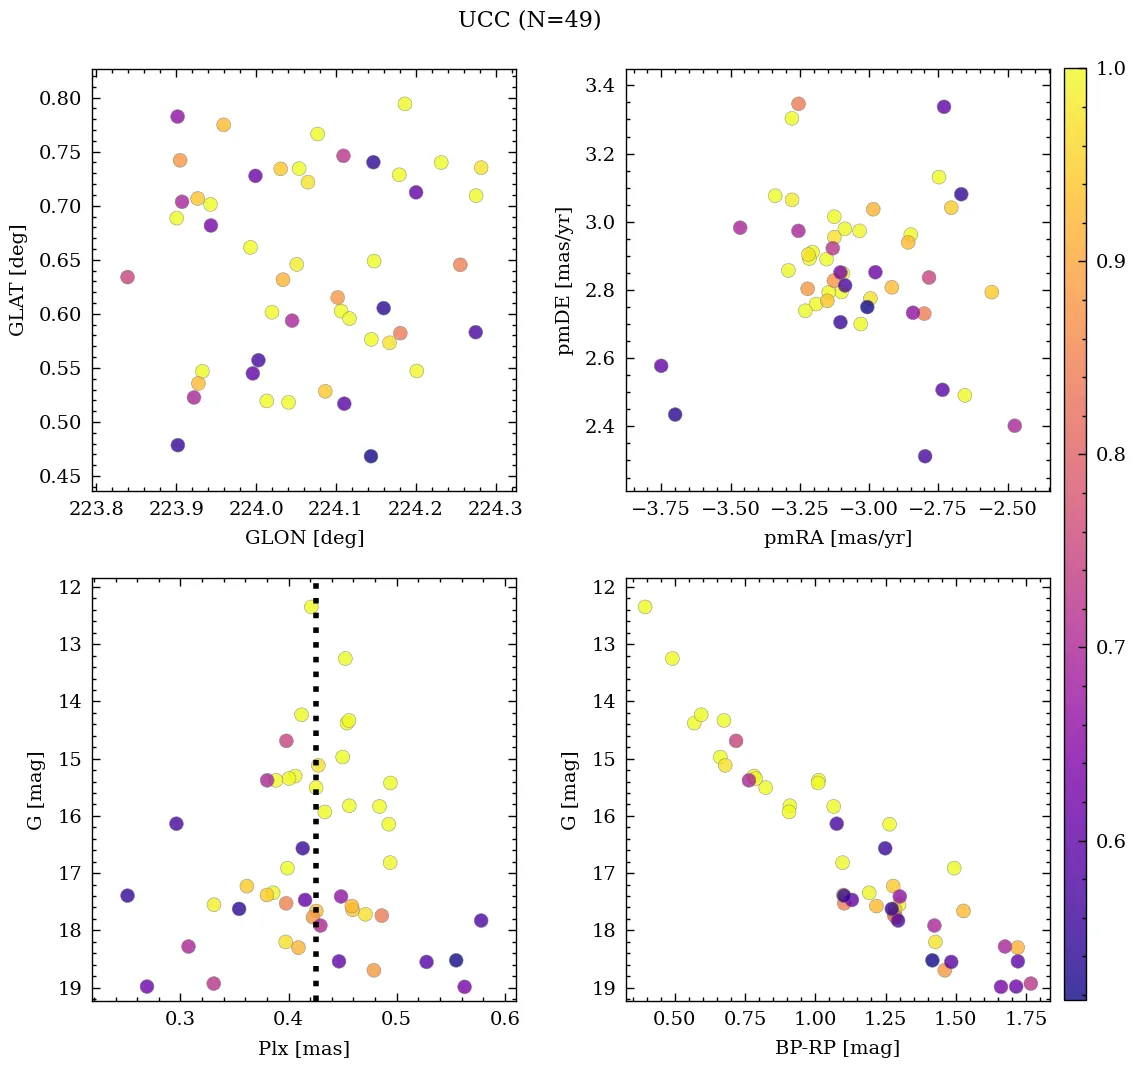 UCC (N=49)
0.80
0.75
0.70
0.65
0.60
0.55
0.50
0.45
GLAT [deg]
223.8 223.9 224.0 224.1 224.2 224.3
GLON [deg]
3.4
3.2
3.0
2.8
2.6
2.4
pmDE [mas/yr]
−3.75 −3.50 −3.25 −3.00 −2.75 −2.50
pmRA [mas/yr]
12
13
14
15
16
17
18
19
G [mag]
0.3 0.4 0.5 0.6
Plx [mas]
12
13
14
15
16
17
18
19
G [mag]
0.50 0.75 1.00 1.25 1.50 1.75
BP-RP [mag]
1.0
0.9
0.8
0.7
0.6